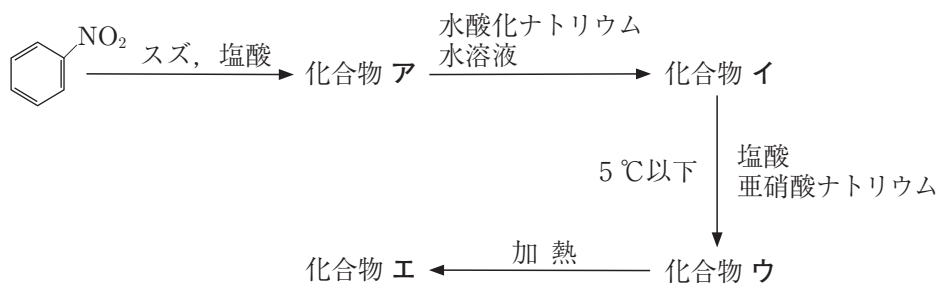 NO₂
スズ，塩酸
化合物 ア
水酸化ナトリウム
水溶液
化合物 イ
5 ℃以下
塩酸
亜硝酸ナトリウム
化合物 エ
加 熱
化合物 ウ